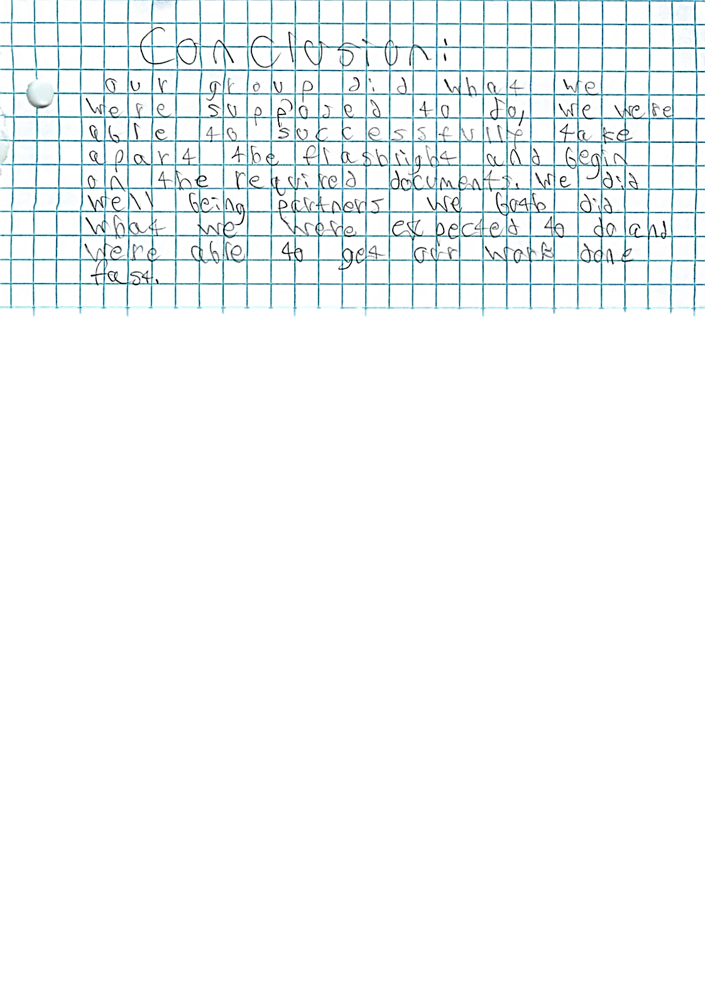 Conclusion:
our group did what we
were supposed to do, we were
able to successfully take
apart the flashlight and begin
on the required documents. We did
well being partners we both did
what we were expected to do and
were able to get our work done
fast.